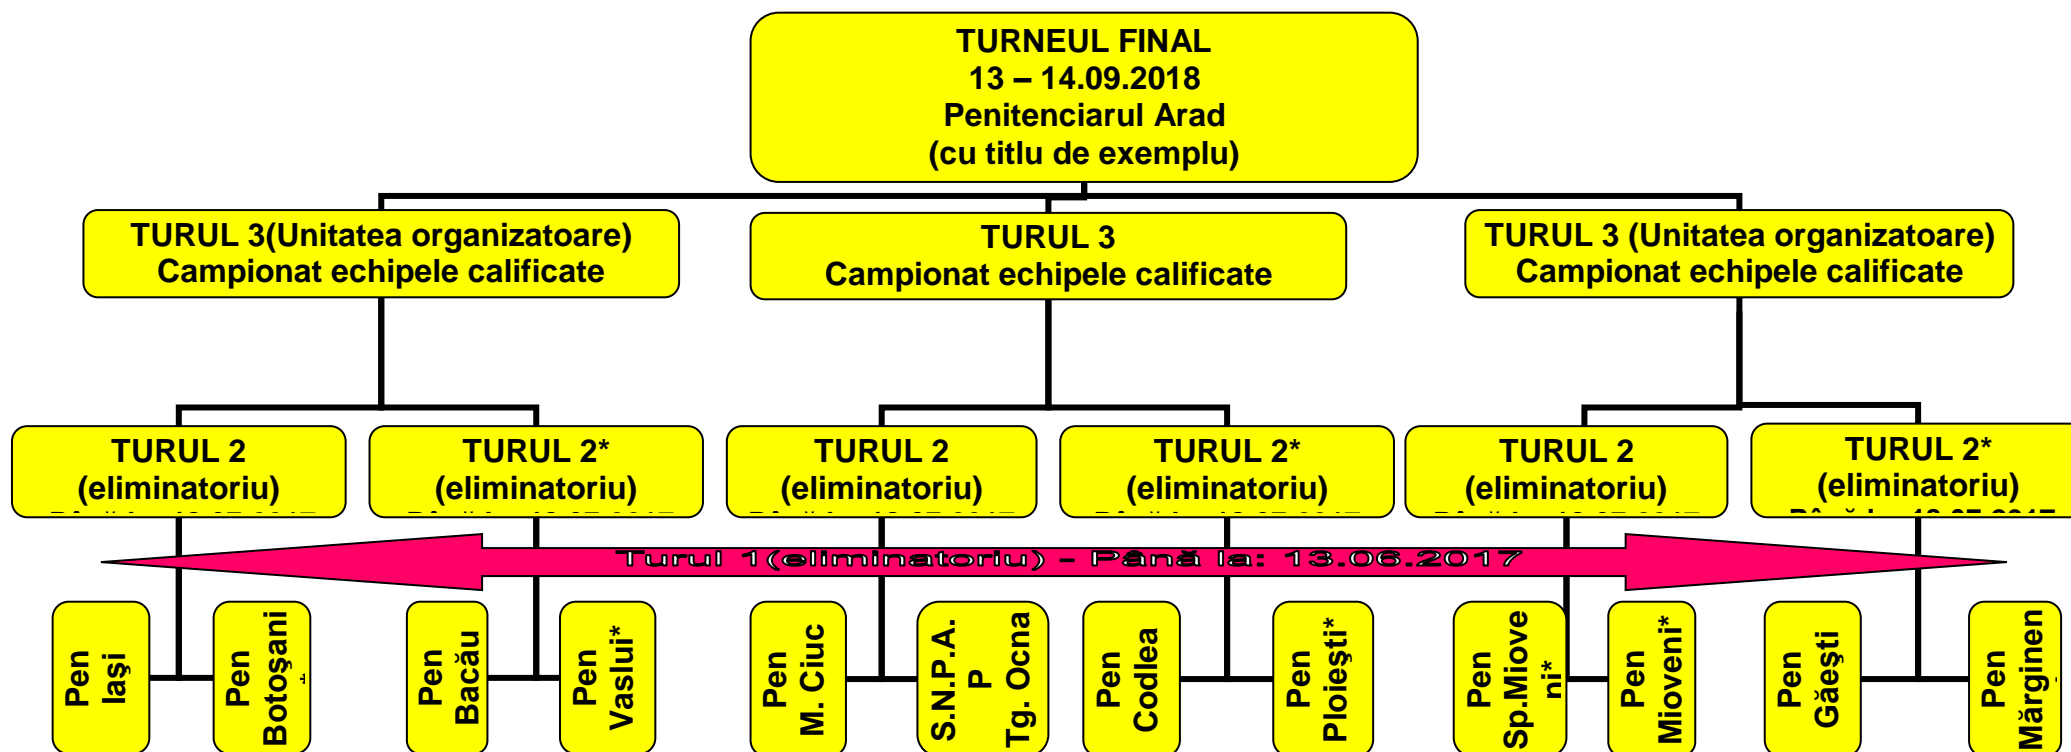 TURNEUL FINAL
13 – 14.09.2018
Penitenciarul Arad
(cu titlu de exemplu)
TURUL 3(Unitatea organizatoare)
Campionat echipele calificate
TURUL 3
Campionat echipele calificate
TURUL 3 (Unitatea organizatoare)
Campionat echipele calificate
TURUL 2
(eliminatoriu)
TURUL 2*
(eliminatoriu)
TURUL 2
(eliminatoriu)
TURUL 2*
(eliminatoriu)
TURUL 2
(eliminatoriu)
TURUL 2*
(eliminatoriu)
Turul 1(eliminatoriu) - Până la: 13.06.2017
Pen
Iaşi
Pen
Botoşani
*
Pen
Bacău
Pen
Vaslui*
Pen
M. Ciuc
S.N.P.A.
P
Tg. Ocna
Pen
Codlea
Pen
Ploieşti*
Pen
Sp.Miove
ni*
Pen
Mioveni*
Pen
Găeşti
Pen
Mărginen